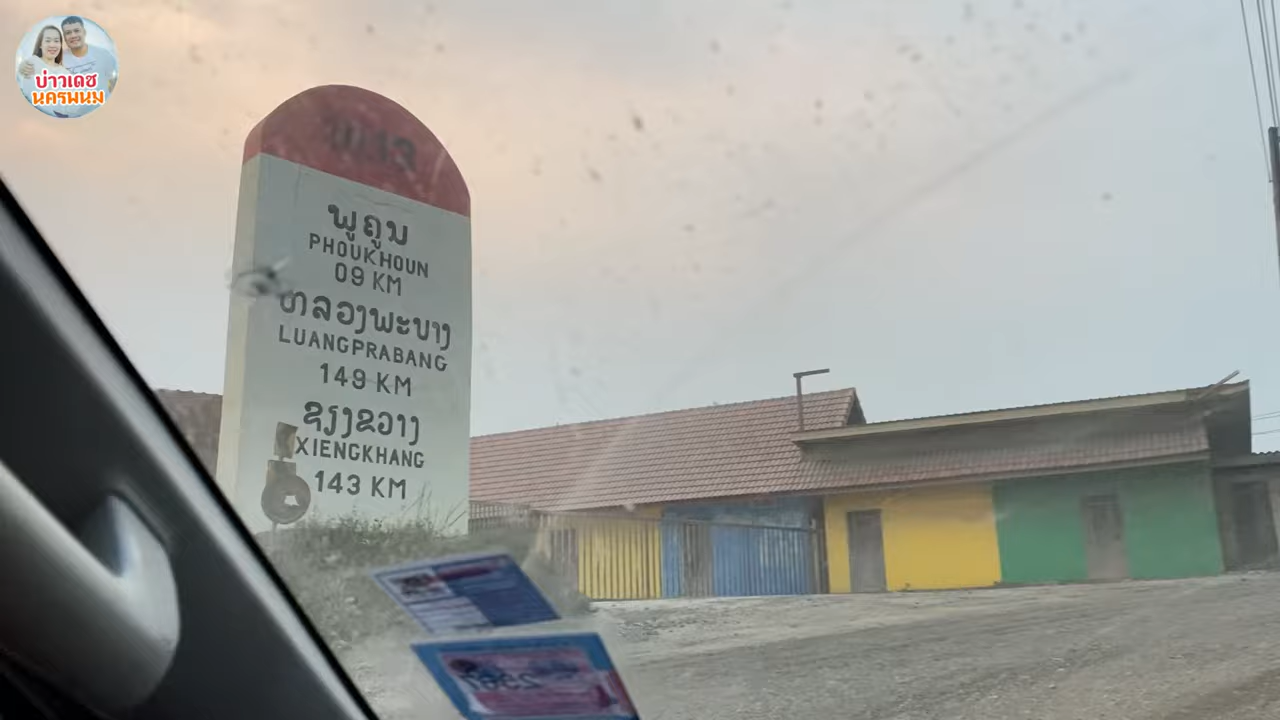 บ่าวเดช
นครพนม
ພູຄູນ
PHOUKHOUN
09 KM
ຫລວງພະບາງ
LUANGPRABANG
149 KM
ຊຽງຂວາງ
XIENGKHANG
143 KM